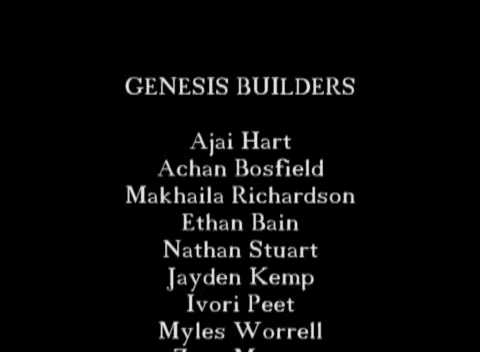 GENESIS BUILDERS
Ajai Hart
Achan Bosfield
Makhaila Richardson
Ethan Bain
Nathan Stuart
Jayden Kemp
Ivori Peet
Myles Worrell